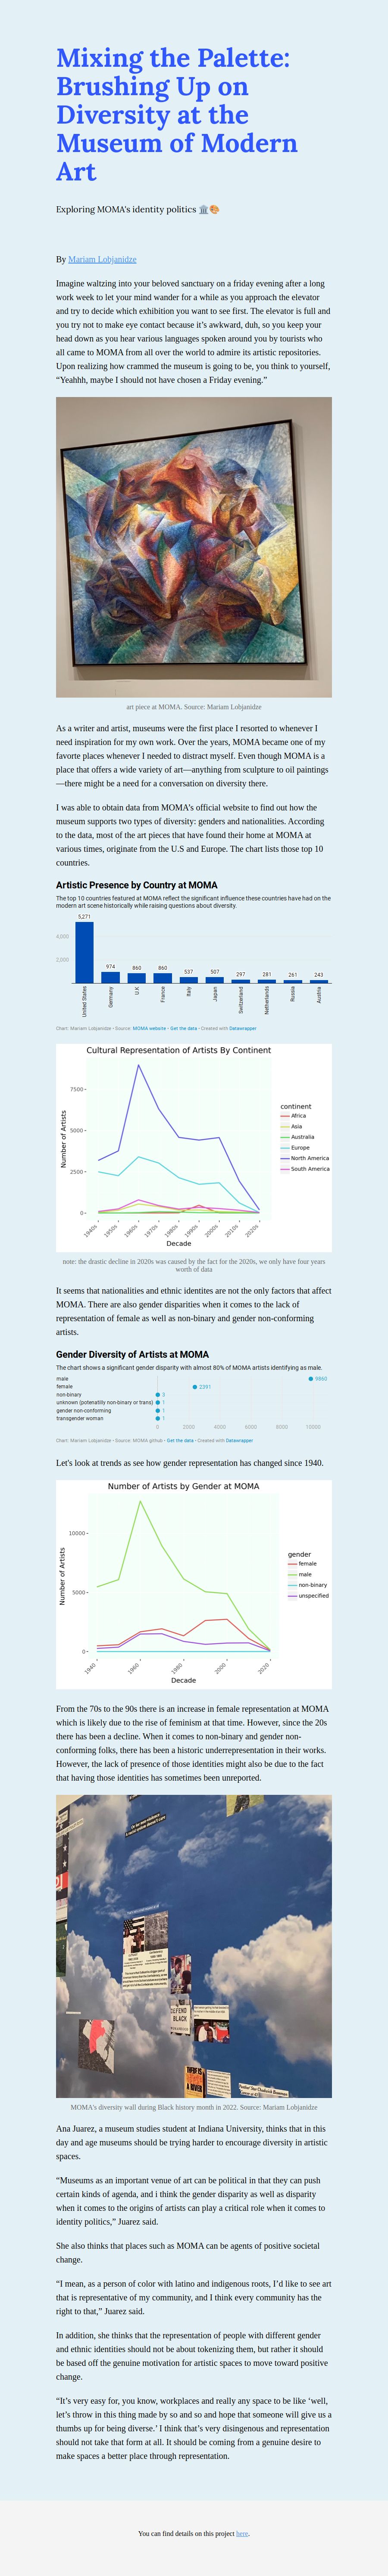 Mixing the Palette:
Brushing Up on
Diversity at the
Museum of Modern
Art
Exploring MOMA's identity politics 🏛️🎨
By Mariam Lobjanidze
Imagine waltzing into your beloved sanctuary on a friday evening after a long
work week to let your mind wander for a while as you approach the elevator
and try to decide which exhibition you want to see first. The elevator is full and
you try not to make eye contact because it's awkward, duh, so you keep your
head down as you hear various languages spoken around you by tourists who
all came to MOMA from all over the world to admire its artistic repositories.
Upon realizing how crammed the museum is going to be, you think to yourself,
“Yeahhh, maybe I should not have chosen a Friday evening.”
art piece at MOMA. Source: Mariam Lobjanidze
As a writer and artist, museums were the first place I resorted to whenever I
need inspiration for my own work. Over the years, MOMA became one of my
favorte places whenever I needed to distract myself. Even though MOMA is a
place that offers a wide variety of art—anything from sculpture to oil paintings
—there might be a need for a conversation on diversity there.
I was able to obtain data from MOMA's official website to find out how the
museum supports two types of diversity: genders and nationalities. According
to the data, most of the art pieces that have found their home at MOMA at
various times, originate from the U.S and Europe. The chart lists those top 10
countries.
Artistic Presence by Country at MOMA
The top 10 countries featured at MOMA reflect the significant influence these countries have had on the
modern art scene historically while raising questions about diversity.
5,271
4,000
2,000
974
860
860
537
507
297
281
261
243
United States
Germany
U.K
France
Italy
Japan
Switzerland
Netherlands
Russia
Austria
Chart: Mariam Lobjanidze • Source: MOMA website • Get the data • Created with Datawrapper
Cultural Representation of Artists By Continent
Number of Artists
7500
5000
2500
0
1940s
1950s
1960s
1970s
1980s
1990s
2000s
2010s
2020s
Decade
continent
Africa
Asia
Australia
Europe
North America
South America
note: the drastic decline in 2020s was caused by the fact for the 2020s, we only have four years
worth of data
It seems that nationalities and ethnic identites are not the only factors that affect
MOMA. There are also gender disparities when it comes to the lack of
representation of female as well as non-binary and gender non-conforming
artists.
Gender Diversity of Artists at MOMA
The chart shows a significant gender disparity with almost 80% of MOMA artists identifying as male.
male 9860
female 2391
non-binary 3
unknown (potenatilly non-binary or trans) 1
gender non-conforming 1
transgender woman 1
0 2000 4000 6000 8000 10000
Chart: Mariam Lobjanidze • Source: MOMA github • Get the data • Created with Datawrapper
Let's look at trends as see how gender representation has changed since 1940.
Number of Artists by Gender at MOMA
Number of Artists
10000
5000
0
1940
1960
1980
2000
2020
Decade
gender
female
male
non-binary
unspecified
From the 70s to the 90s there is an increase in female representation at MOMA
which is likely due to the rise of feminism at that time. However, since the 20s
there has been a decline. When it comes to non-binary and gender non-
conforming folks, there has been a historic underrepresentation in their works.
However, the lack of presence of those identities might also be due to the fact
that having those identities has sometimes been unreported.
DEFEND
BLACK
MOMA's diversity wall during Black history month in 2022. Source: Mariam Lobjanidze
Ana Juarez, a museum studies student at Indiana University, thinks that in this
day and age museums should be trying harder to encourage diversity in artistic
spaces.
“Museums as an important venue of art can be political in that they can push
certain kinds of agenda, and i think the gender disparity as well as disparity
when it comes to the origins of artists can play a critical role when it comes to
identity politics,” Juarez said.
She also thinks that places such as MOMA can be agents of positive societal
change.
“I mean, as a person of color with latino and indigenous roots, I'd like to see art
that is representative of my community, and I think every community has the
right to that,” Juarez said.
In addition, she thinks that the representation of people with different gender
and ethnic identities should not be about tokenizing them, but rather it should
be based off the genuine motivation for artistic spaces to move toward positive
change.
“It's very easy for, you know, workplaces and really any space to be like ‘well,
let's throw in this thing made by so and so and hope that someone will give us a
thumbs up for being diverse.’ I think that's very disingenous and representation
should not take that form at all. It should be coming from a genuine desire to
make spaces a better place through representation.
You can find details on this project here.